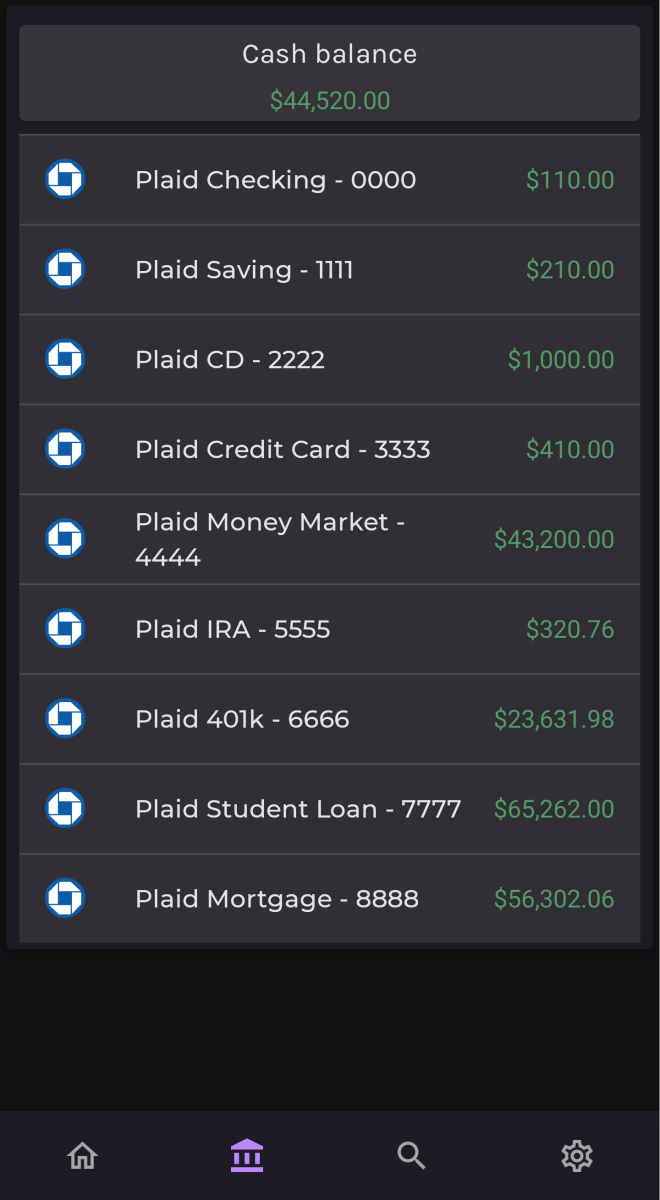 Cash balance
$44,520.00
Plaid Checking - 0000 $110.00
Plaid Saving - 1111 $210.00
Plaid CD - 2222 $1,000.00
Plaid Credit Card - 3333 $410.00
Plaid Money Market -
4444 $43,200.00
Plaid IRA - 5555 $320.76
Plaid 401k - 6666 $23,631.98
Plaid Student Loan - 7777 $65,262.00
Plaid Mortgage - 8888 $56,302.06